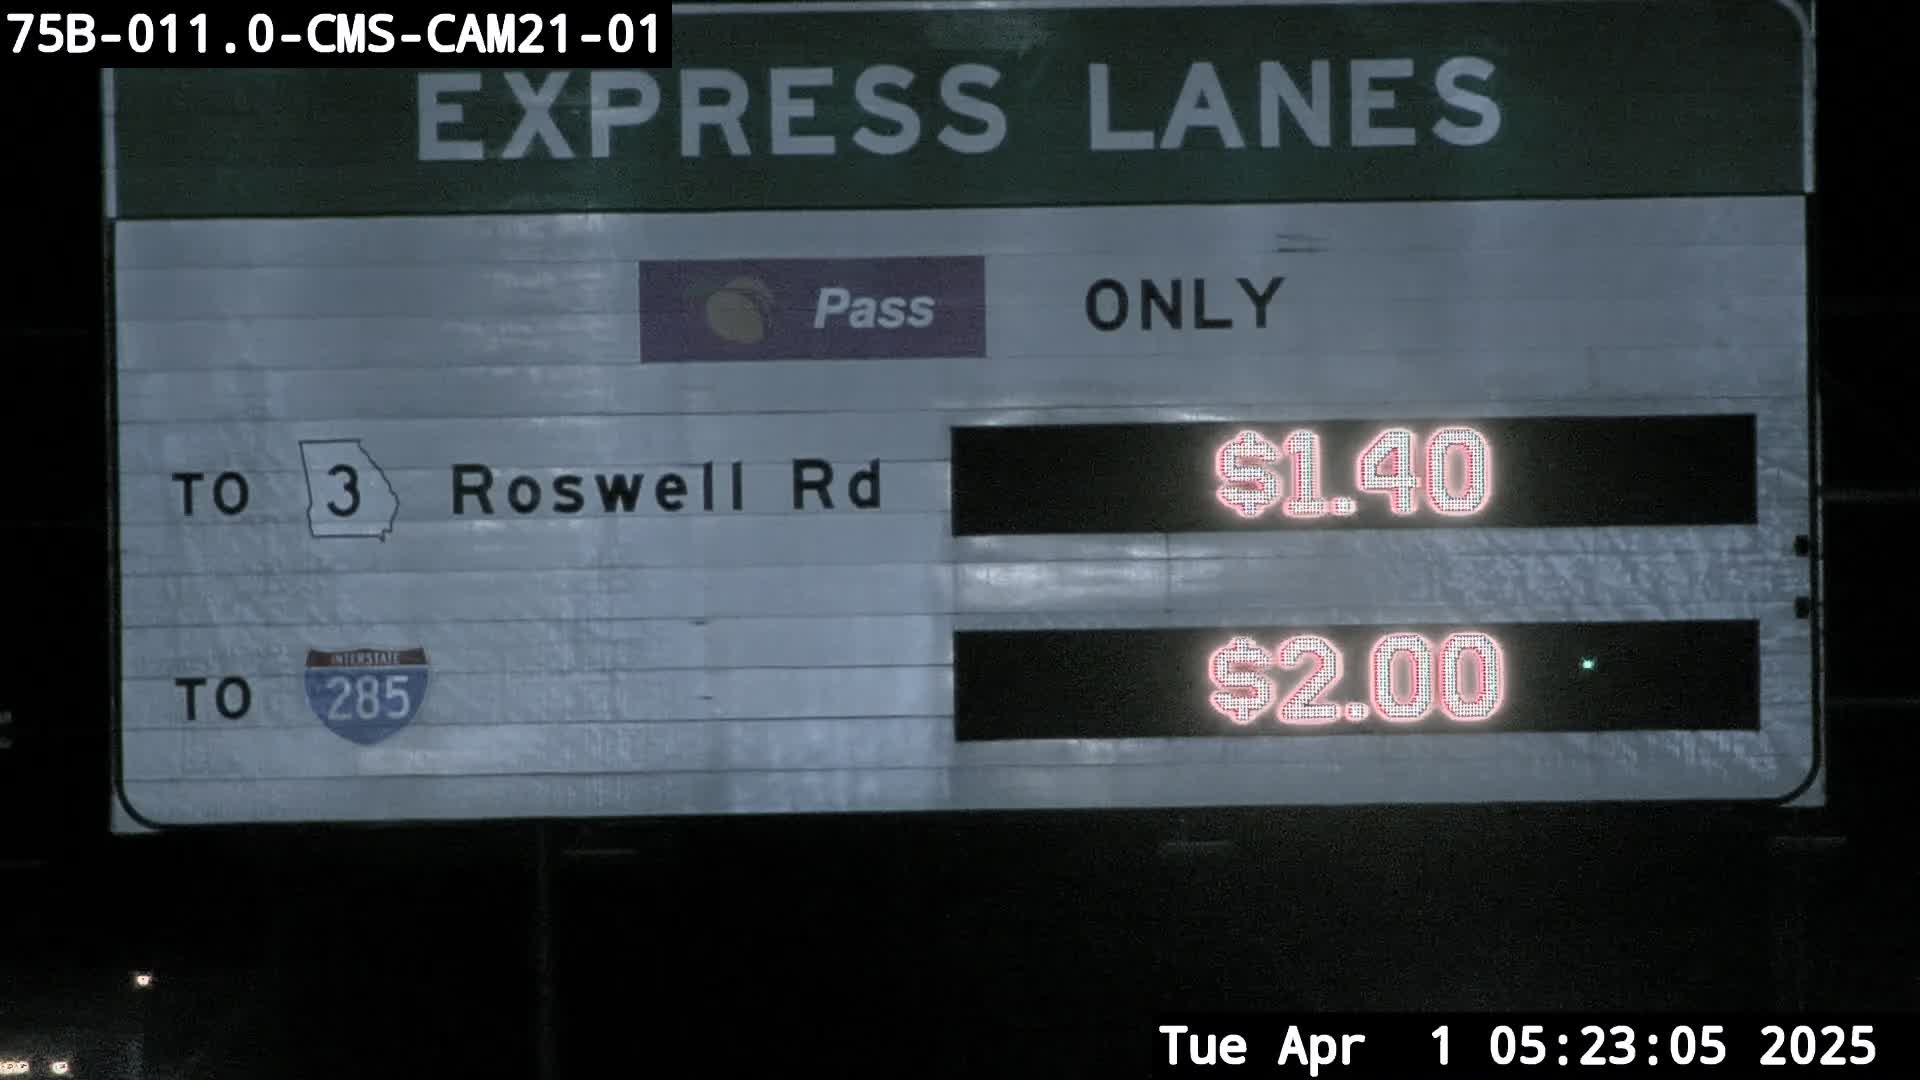 75B-011.0-CMS-CAM21-01
EXPRESS LANES
Pass ONLY
TO 3 Roswell Rd $1.40
TO INTERSTATE 285 $2.00
Tue Apr 1 05:23:05 2025